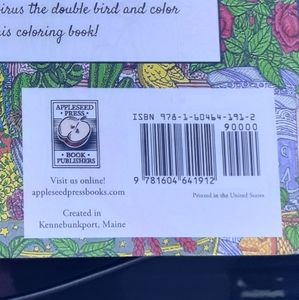 pirus the double bird and color
is coloring book!
APPLESEED
PRESS
BOOK
PUBLISHERS
Visit us online!
appleseedpressbooks.com
Created in
Kennebunkport, Maine
ISBN 978-1-60464-191-2
90000
9 781604 641912
Printed in the United States